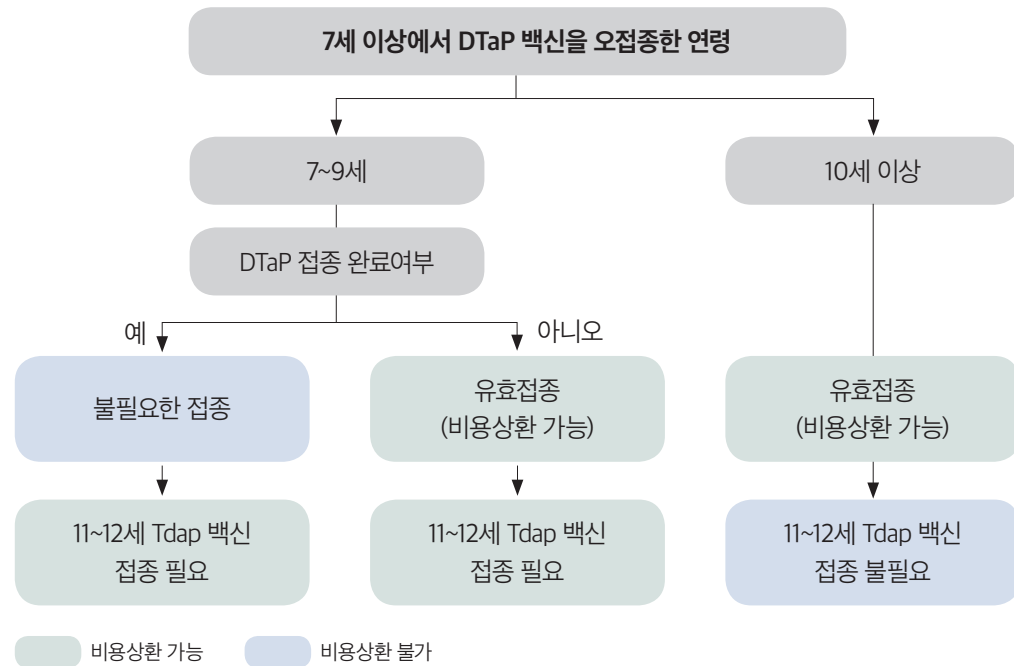 7세 이상에서 DTaP 백신을 오접종한 연령
7~9세
10세 이상
DTaP 접종 완료여부
예
아니오
불필요한 접종
유효접종
(비용상환 가능)
유효접종
(비용상환 가능)
11~12세 Tdap 백신
접종 필요
11~12세 Tdap 백신
접종 필요
11~12세 Tdap 백신
접종 불필요
비용상환 가능
비용상환 불가